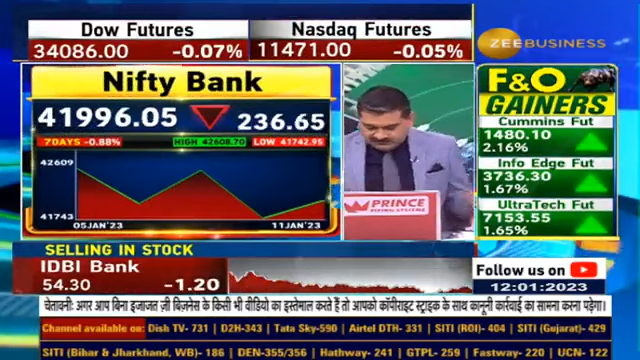 Dow Futures
34086.00 -0.07%
Nasdaq Futures
11471.00 -0.05%
ZEE BUSINESS
Nifty Bank
41996.05 236.65
7DAYS -0.88% HIGH 42608.70 LOW 41742.95
42609
41743
05JAN'23 11JAN'23
PRINCE
PIPING SYSTEMS
F&O
GAINERS
Cummins Fut
1480.10
2.16%
Info Edge Fut
3736.30
1.67%
UltraTech Fut
7153.55
1.65%
SELLING IN STOCK
IDBI Bank
54.30 -1.20
Follow us on
12:01:2023
चेतावनी: अगर आप बिना इजाजत ज़ी बिज़नेस के किसी भी वीडियो का इस्तेमाल करते हैं तो आपको कॉपीराइट स्ट्राइक के साथ कानूनी कार्रवाई का सामना करना पड़ेगा।
Channel available on: Dish TV- 731 | D2H-343 | Tata Sky-590 | Airtel DTH- 331 | SITI (ROI) - 404 | SITI (Gujarat) - 429
SITI (Bihar & Jharkhand, WB)- 186 | DEN-355/356 | Hathway- 241 | GTPL- 259 | Fastway- 220 | UCN- 122